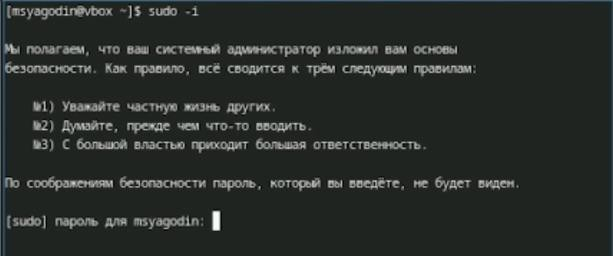 [msyagodin@vbox ~]$ sudo -i
Мы полагаем, что ваш системный администратор изложил вам основы
безопасности. Как правило, всё сводится к трём следующим правилам:
№1) Уважайте частную жизнь других.
№2) Думайте, прежде чем что-то вводить.
№3) С большой властью приходит большая ответственность.
По соображениям безопасности пароль, который вы введёте, не будет виден.
[sudo] пароль для msyagodin: